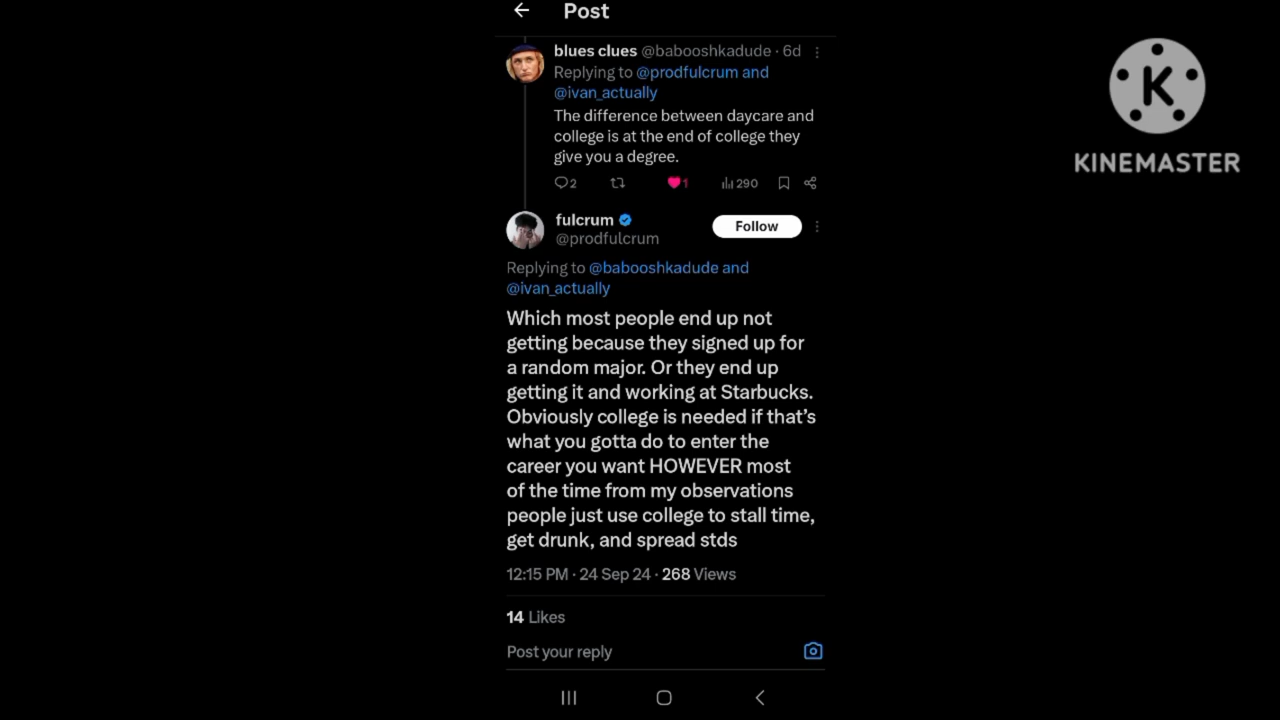 Post
blues clues @babooshkadude · 6d
Replying to @prodfulcrum and
@ivan_actually
The difference between daycare and
college is at the end of college they
give you a degree.
2 1 290
fulcrum
Follow
@prodfulcrum
Replying to @babooshkadude and
@ivan_actually
Which most people end up not
getting because they signed up for
a random major. Or they end up
getting it and working at Starbucks.
Obviously college is needed if that's
what you gotta do to enter the
career you want HOWEVER most
of the time from my observations
people just use college to stall time,
get drunk, and spread stds
12:15 PM · 24 Sep 24 · 268 Views
14 Likes
Post your reply
K
KINEMASTER